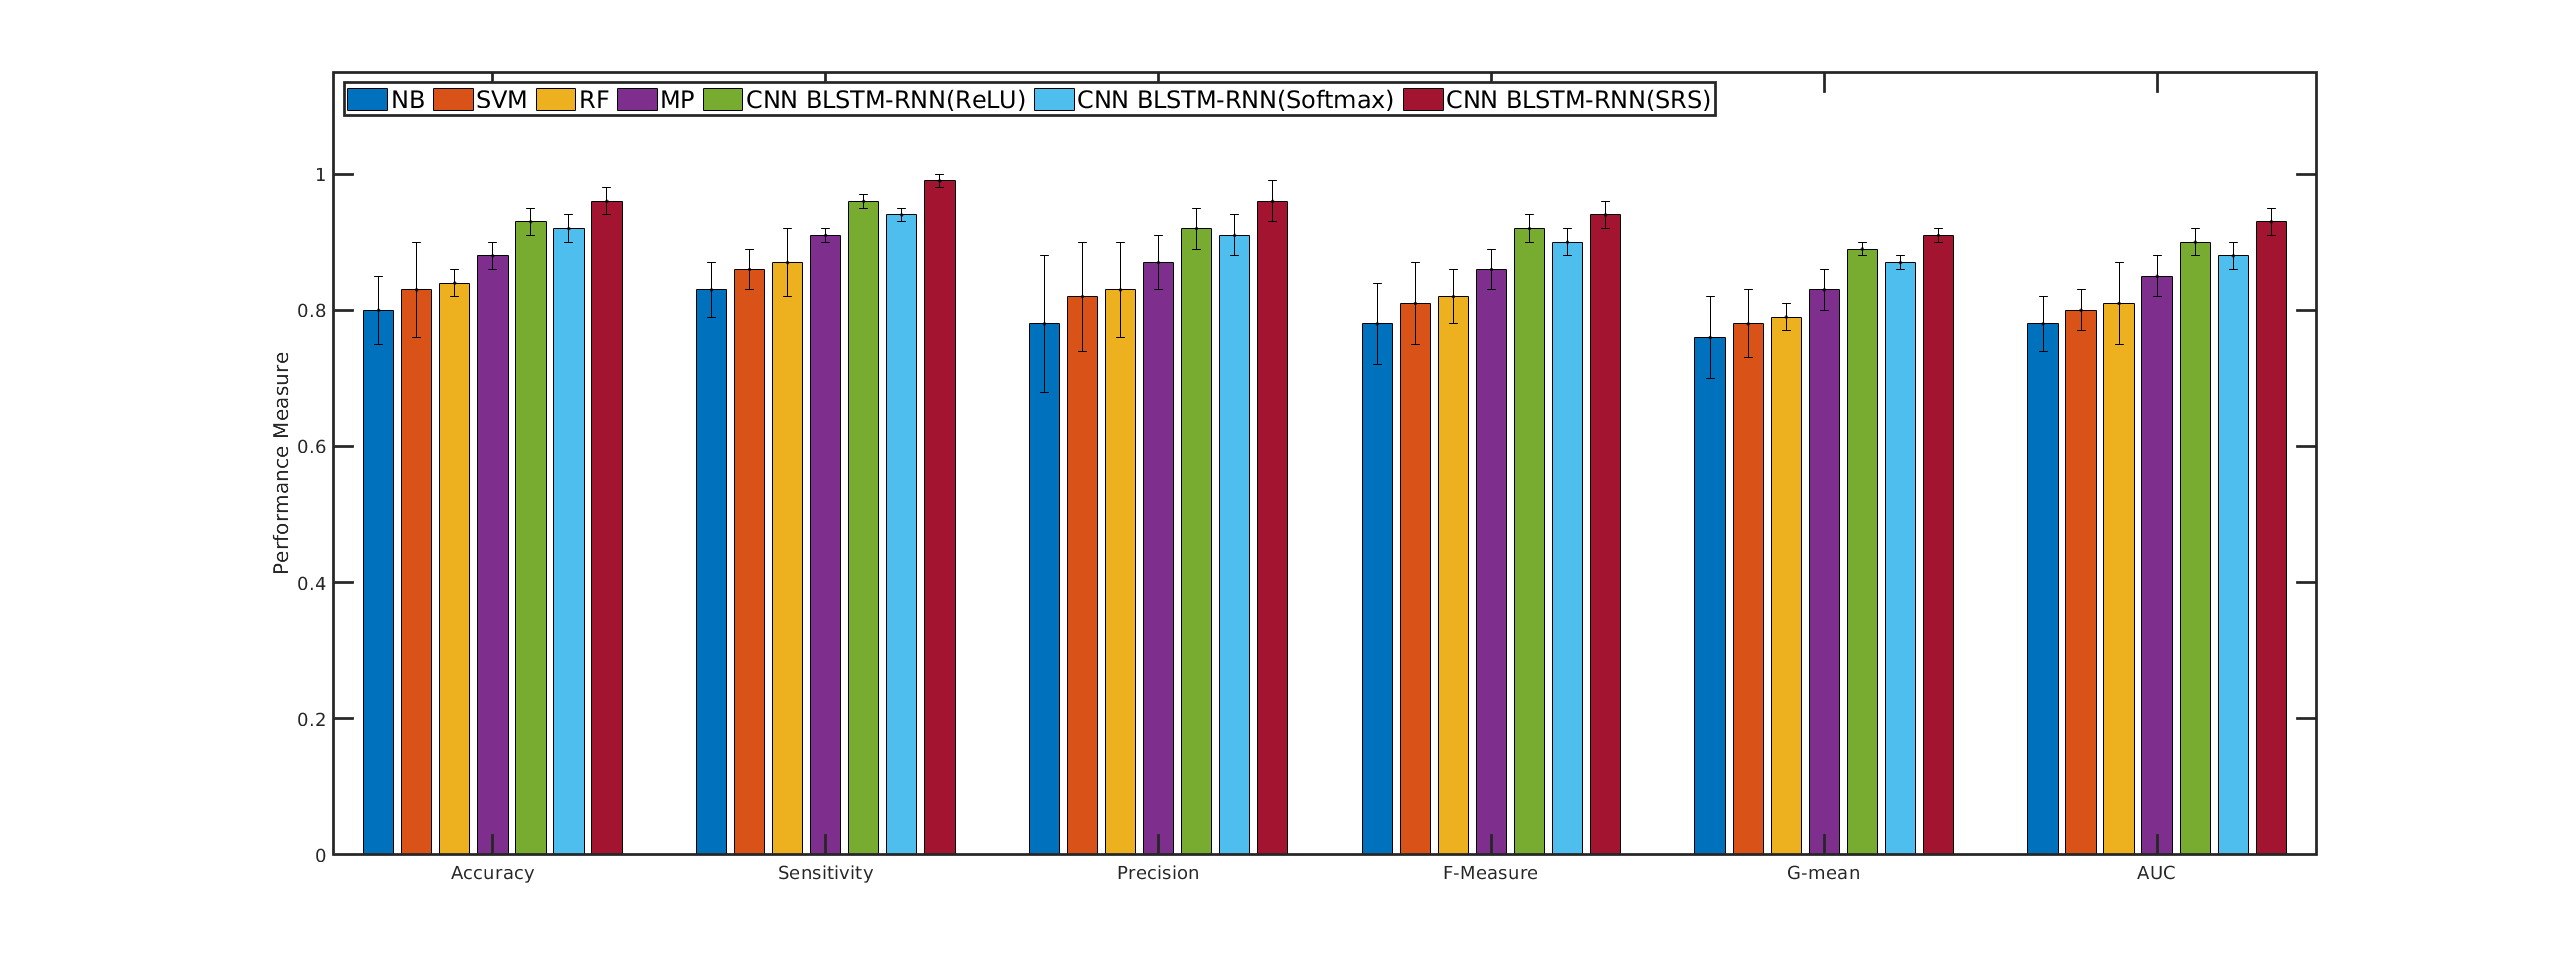 NB SVM RF MP CNN BLSTM-RNN(ReLU) CNN BLSTM-RNN(Softmax) CNN BLSTM-RNN(SRS)
1
0.8
0.6
0.4
0.2
0
Performance Measure
Accuracy Sensitivity Precision F-Measure G-mean AUC